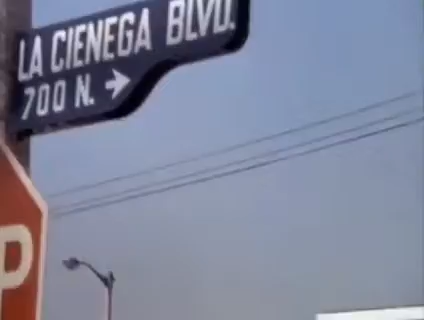 LA CIENEGA BLVD.
700 N. →
P